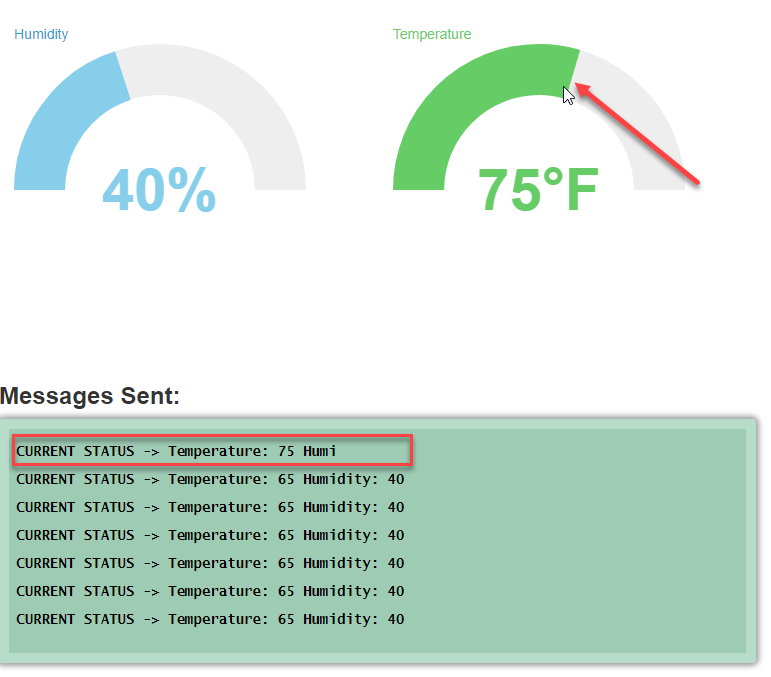 Humidity
Temperature
40%
75°F
Messages Sent:
CURRENT STATUS -> Temperature: 75 Humi
CURRENT STATUS -> Temperature: 65 Humidity: 40
CURRENT STATUS -> Temperature: 65 Humidity: 40
CURRENT STATUS -> Temperature: 65 Humidity: 40
CURRENT STATUS -> Temperature: 65 Humidity: 40
CURRENT STATUS -> Temperature: 65 Humidity: 40
CURRENT STATUS -> Temperature: 65 Humidity: 40